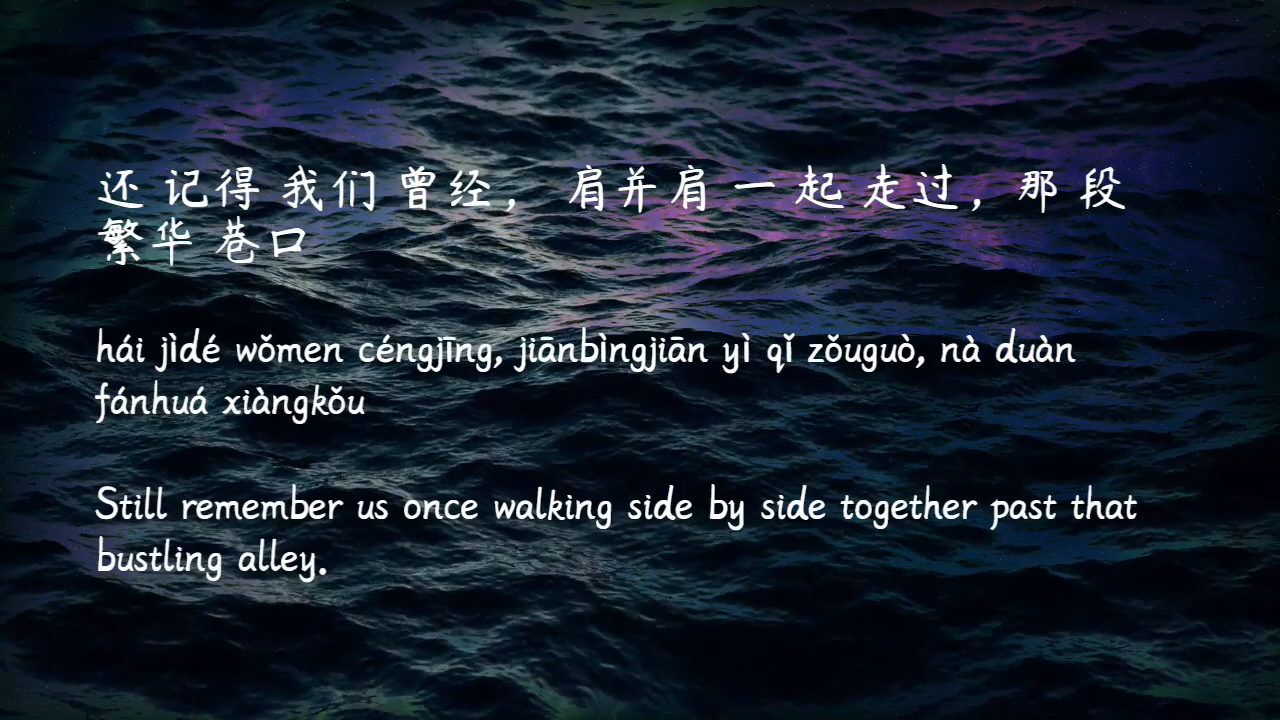 还 记得 我们 曾经， 肩并肩 一 起 走过，那 段
繁华 巷口
hái jìdé wǒmen céngjīng, jiānbìngjiān yì qǐ zǒuguò, nà duàn
fánhuá xiàngkǒu
Still remember us once walking side by side together past that
bustling alley.